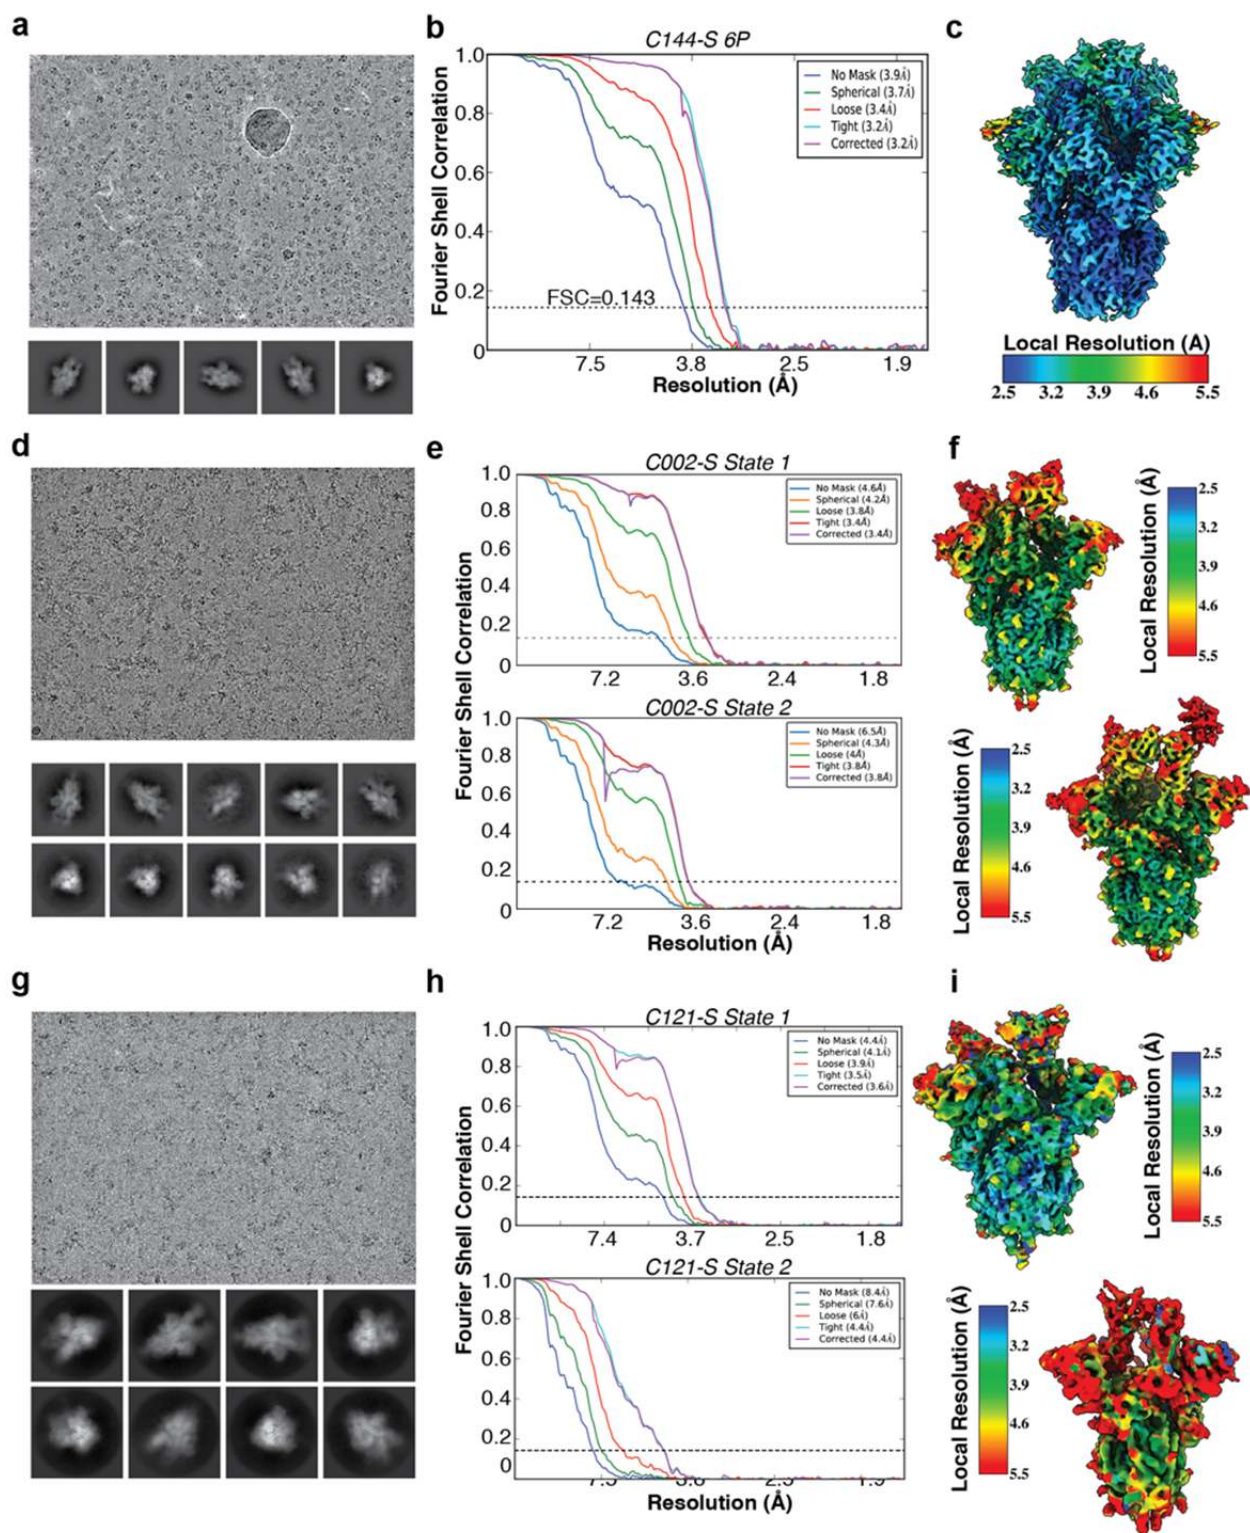 a
b
C144-S 6P
1.0
0.8
0.6
0.4
0.2
0
Fourier Shell Correlation
No Mask (3.9Å)
Spherical (3.7Å)
Loose (3.4Å)
Tight (3.2Å)
Corrected (3.2Å)
FSC=0.143
7.5 3.8 2.5 1.9
Resolution (Å)
c
Local Resolution (Å)
2.5 3.2 3.9 4.6 5.5
d
e
C002-S State 1
1.0
0.8
0.6
0.4
0.2
0
No Mask (4.6Å)
Spherical (4.2Å)
Loose (3.8Å)
Tight (3.4Å)
Corrected (3.4Å)
7.2 3.6 2.4 1.8
Fourier Shell Correlation
C002-S State 2
1.0
0.8
0.6
0.4
0.2
0
No Mask (6.5Å)
Spherical (4.3Å)
Loose (4Å)
Tight (3.8Å)
Corrected (3.8Å)
7.2 3.6 2.4 1.8
Resolution (Å)
f
Local Resolution (Å)
2.5
3.2
3.9
4.6
5.5
Local Resolution (Å)
2.5
3.2
3.9
4.6
5.5
g
h
C121-S State 1
1.0
0.8
0.6
0.4
0.2
0
No Mask (4.4Å)
Spherical (4.1Å)
Loose (3.9Å)
Tight (3.5Å)
Corrected (3.6Å)
7.4 3.7 2.5 1.8
Fourier Shell Correlation
C121-S State 2
1.0
0.8
0.6
0.4
0.2
0
No Mask (8.4Å)
Spherical (7.6Å)
Loose (6Å)
Tight (4.4Å)
Corrected (4.4Å)
Resolution (Å)
i
Local Resolution (Å)
2.5
3.2
3.9
4.6
5.5
Local Resolution (Å)
2.5
3.2
3.9
4.6
5.5